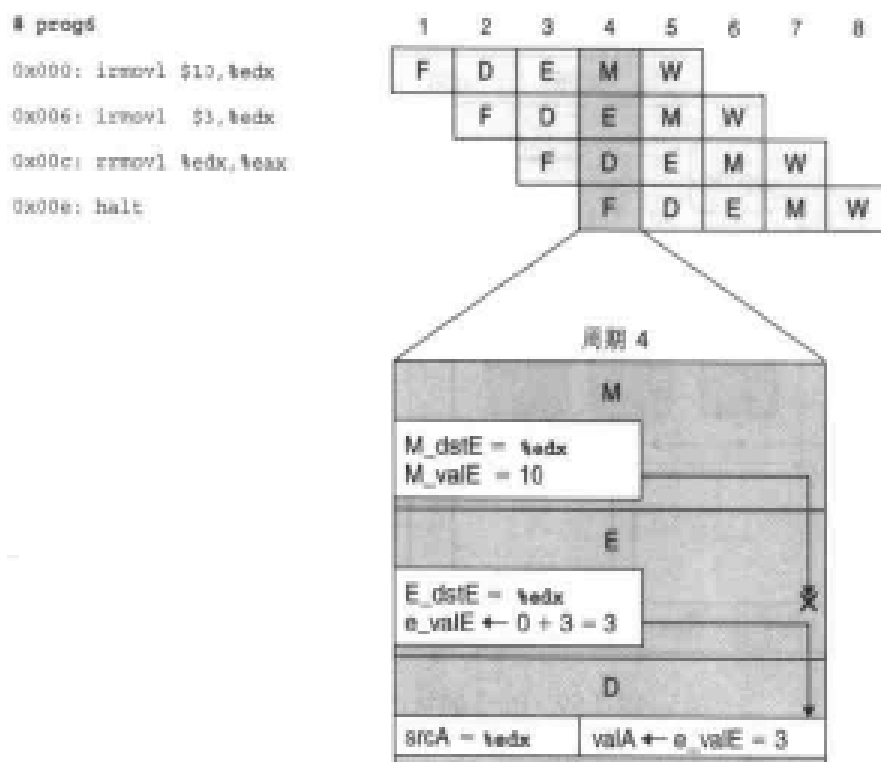 # prog6
0x000: irmovl $10,%edx
0x006: irmovl $3,%edx
0x00c: rrmovl %edx,%eax
0x00e: halt
1 2 3 4 5 6 7 8
F D E M W
F D E M W
F D E M W
F D E M W
周期 4
M
M_dstE = %edx
M_valE = 10
E
E_dstE = %edx
e_valE ← 0 + 3 = 3
D
srcA = %edx
valA ← e_valE = 3